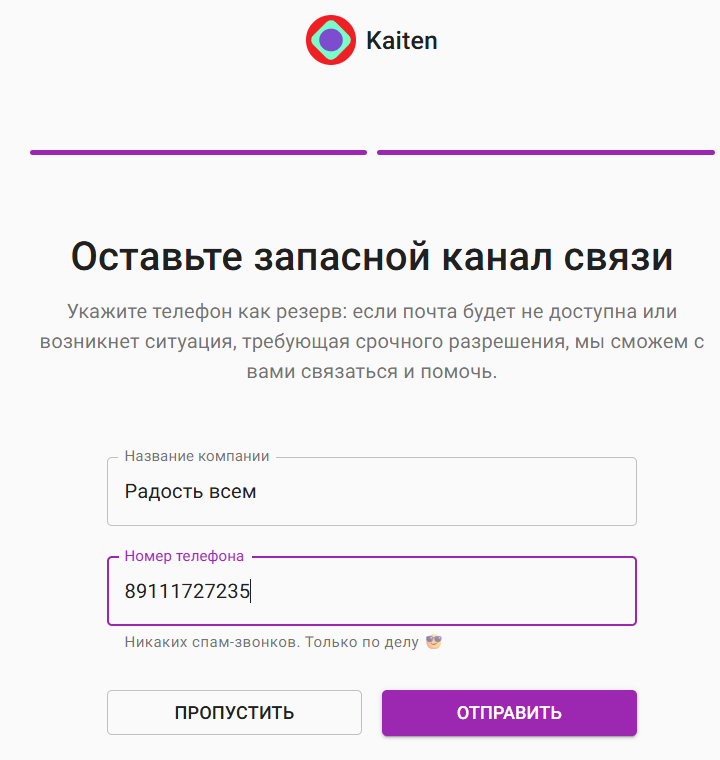 Kaiten
Оставьте запасной канал связи
Укажите телефон как резерв: если почта будет не доступна или
возникнет ситуация, требующая срочного разрешения, мы сможем с
вами связаться и помочь.
Название компании
Радость всем
Номер телефона
89111727235
Никаких спам-звонков. Только по делу 😎
ПРОПУСТИТЬ
ОТПРАВИТЬ